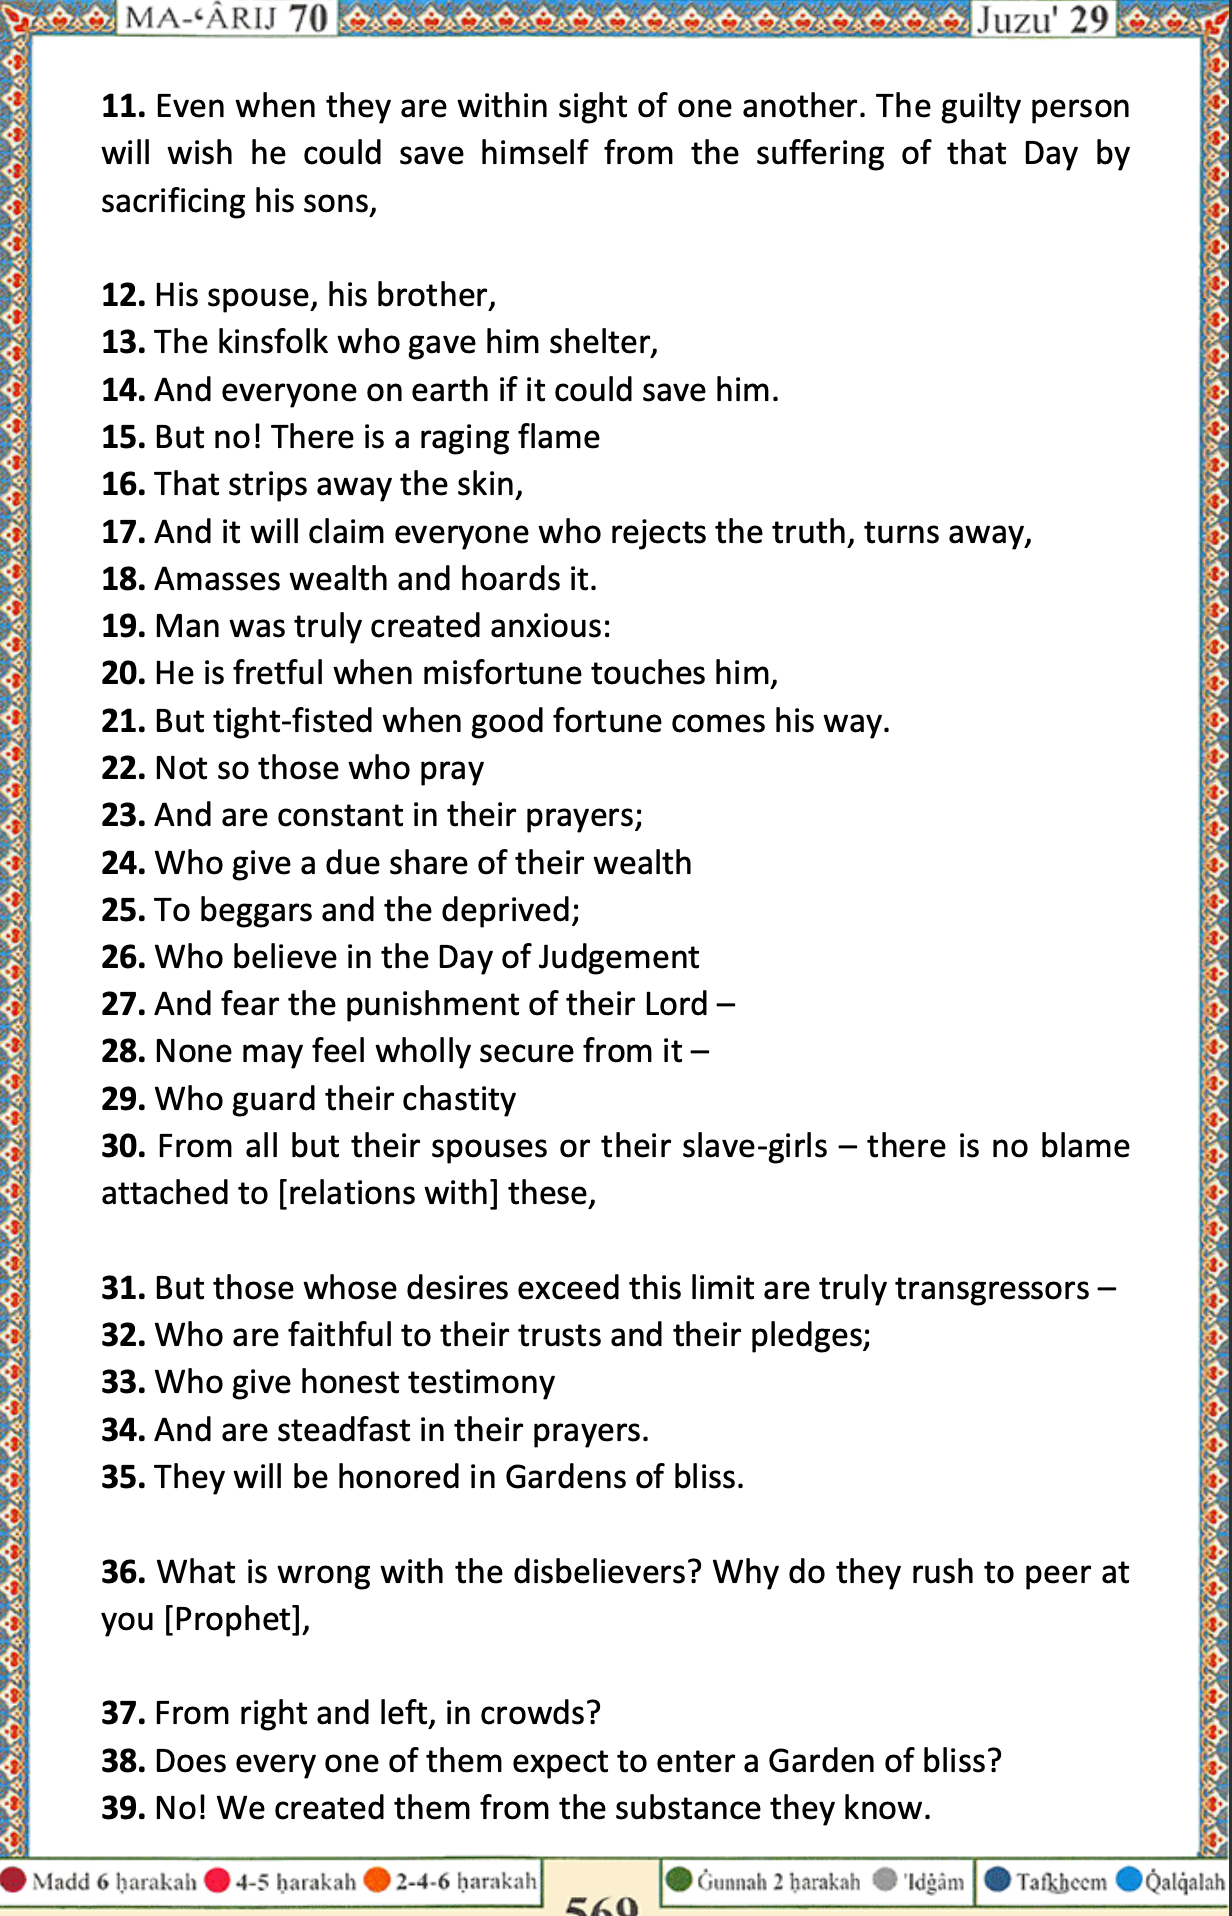 MA-‘ÂRIJ 70
Juzu' 29
11. Even when they are within sight of one another. The guilty person
will wish he could save himself from the suffering of that Day by
sacrificing his sons,
12. His spouse, his brother,
13. The kinsfolk who gave him shelter,
14. And everyone on earth if it could save him.
15. But no! There is a raging flame
16. That strips away the skin,
17. And it will claim everyone who rejects the truth, turns away,
18. Amasses wealth and hoards it.
19. Man was truly created anxious:
20. He is fretful when misfortune touches him,
21. But tight-fisted when good fortune comes his way.
22. Not so those who pray
23. And are constant in their prayers;
24. Who give a due share of their wealth
25. To beggars and the deprived;
26. Who believe in the Day of Judgement
27. And fear the punishment of their Lord –
28. None may feel wholly secure from it –
29. Who guard their chastity
30. From all but their spouses or their slave-girls – there is no blame
attached to [relations with] these,
31. But those whose desires exceed this limit are truly transgressors –
32. Who are faithful to their trusts and their pledges;
33. Who give honest testimony
34. And are steadfast in their prayers.
35. They will be honored in Gardens of bliss.
36. What is wrong with the disbelievers? Why do they rush to peer at
you [Prophet],
37. From right and left, in crowds?
38. Does every one of them expect to enter a Garden of bliss?
39. No! We created them from the substance they know.
Madd 6 ḥarakah 4-5 ḥarakah 2-4-6 ḥarakah
569
Ġunnah 2 ḥarakah 'Idġâm Tafkheem Q̇alq̇alah